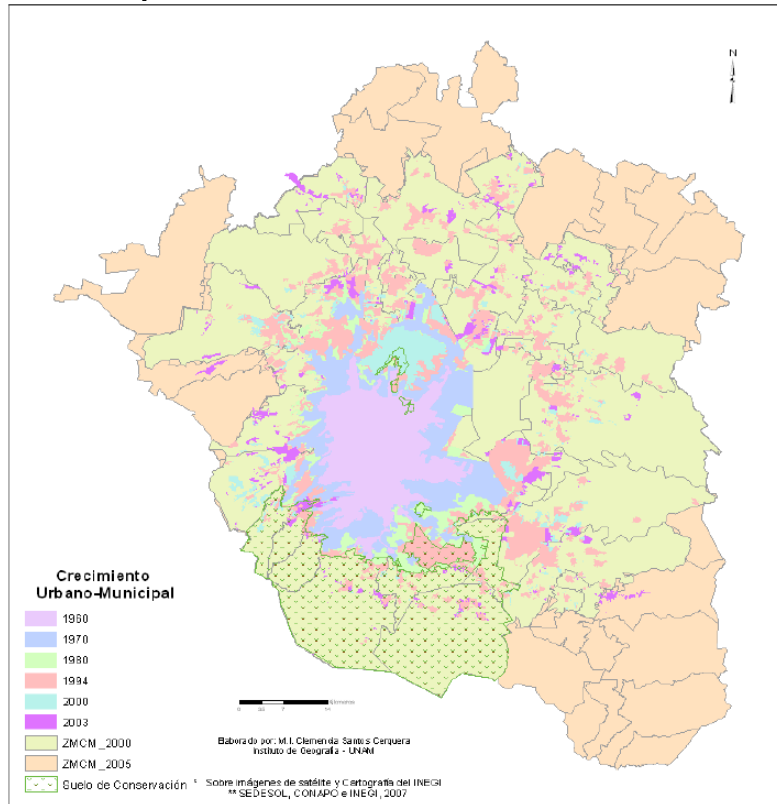 N
Crecimiento
Urbano-Municipal
1960
1970
1980
1994
2000
2003
ZMCM_2000
ZMCM_2005
Suelo de Conservación
Elaborado por: M.I. Clemencia Santos Cerquera
Instituto de Geografía - UNAM
* Sobre imágenes de satélite y Cartografía del INEGI
** SEDESOL, CONAPO e INEGI, 2007